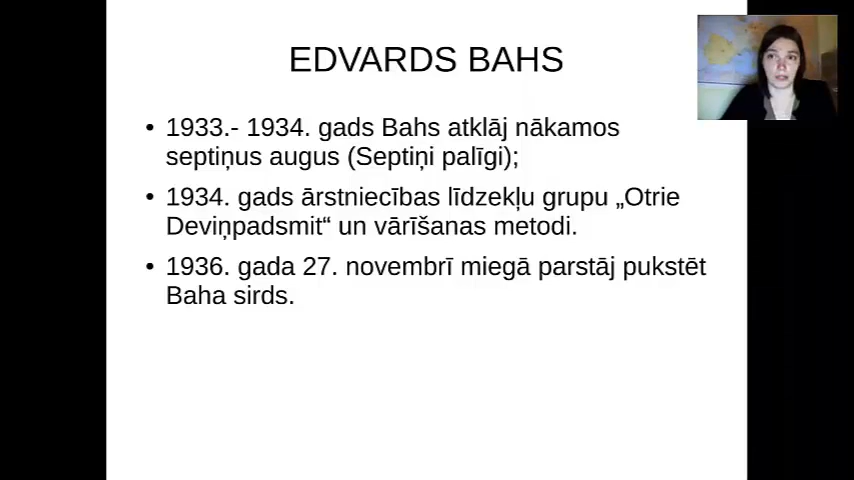 EDVARDS BAHS
• 1933.- 1934. gads Bahs atklāj nākamos
septiņus augus (Septiņi palīgi);
• 1934. gads ārstniecības līdzekļu grupu „Otrie
Deviņpadsmit“ un vārīšanas metodi.
• 1936. gada 27. novembrī miegā parstāj pukstēt
Baha sirds.